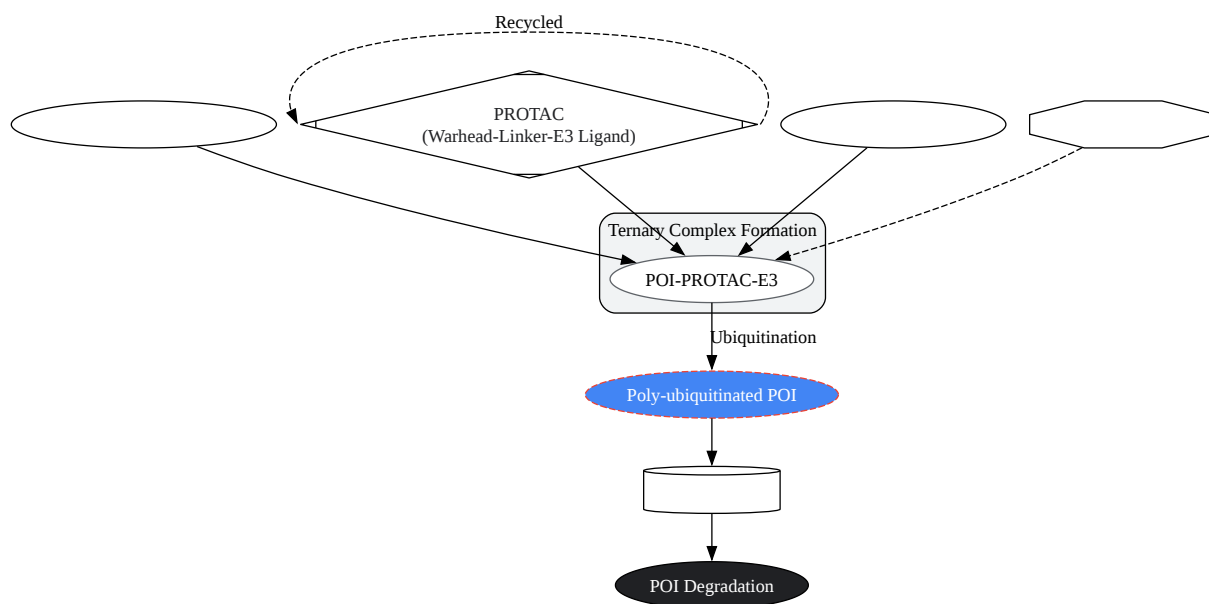 Recycled
PROTAC
(Warhead-Linker-E3 Ligand)
Ternary Complex Formation
POI-PROTAC-E3
Ubiquitination
Poly-ubiquitinated POI
POI Degradation